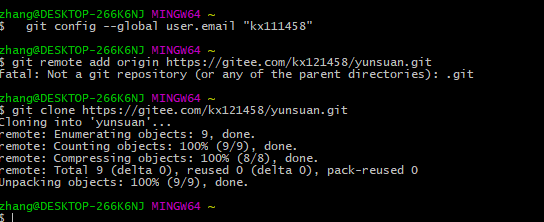 zhang@DESKTOP-266K6NJ MINGW64 ~
$   git config --global user.email "kx111458"
zhang@DESKTOP-266K6NJ MINGW64 ~
$ git remote add origin https://gitee.com/kx121458/yunsuan.git
fatal: Not a git repository (or any of the parent directories): .git
zhang@DESKTOP-266K6NJ MINGW64 ~
$ git clone https://gitee.com/kx121458/yunsuan.git
Cloning into 'yunsuan'...
remote: Enumerating objects: 9, done.
remote: Counting objects: 100% (9/9), done.
remote: Compressing objects: 100% (8/8), done.
remote: Total 9 (delta 0), reused 0 (delta 0), pack-reused 0
Unpacking objects: 100% (9/9), done.
zhang@DESKTOP-266K6NJ MINGW64 ~
$